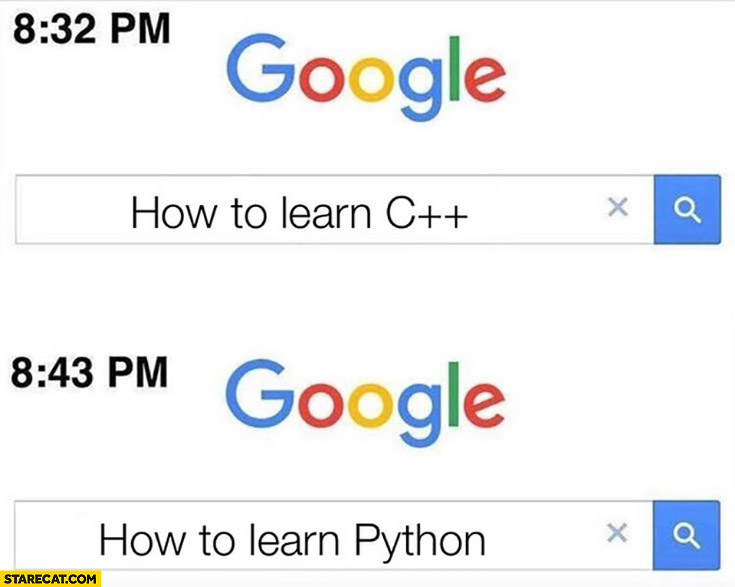 8:32 PM
Google
How to learn C++
8:43 PM
Google
How to learn Python
STARECAT.COM